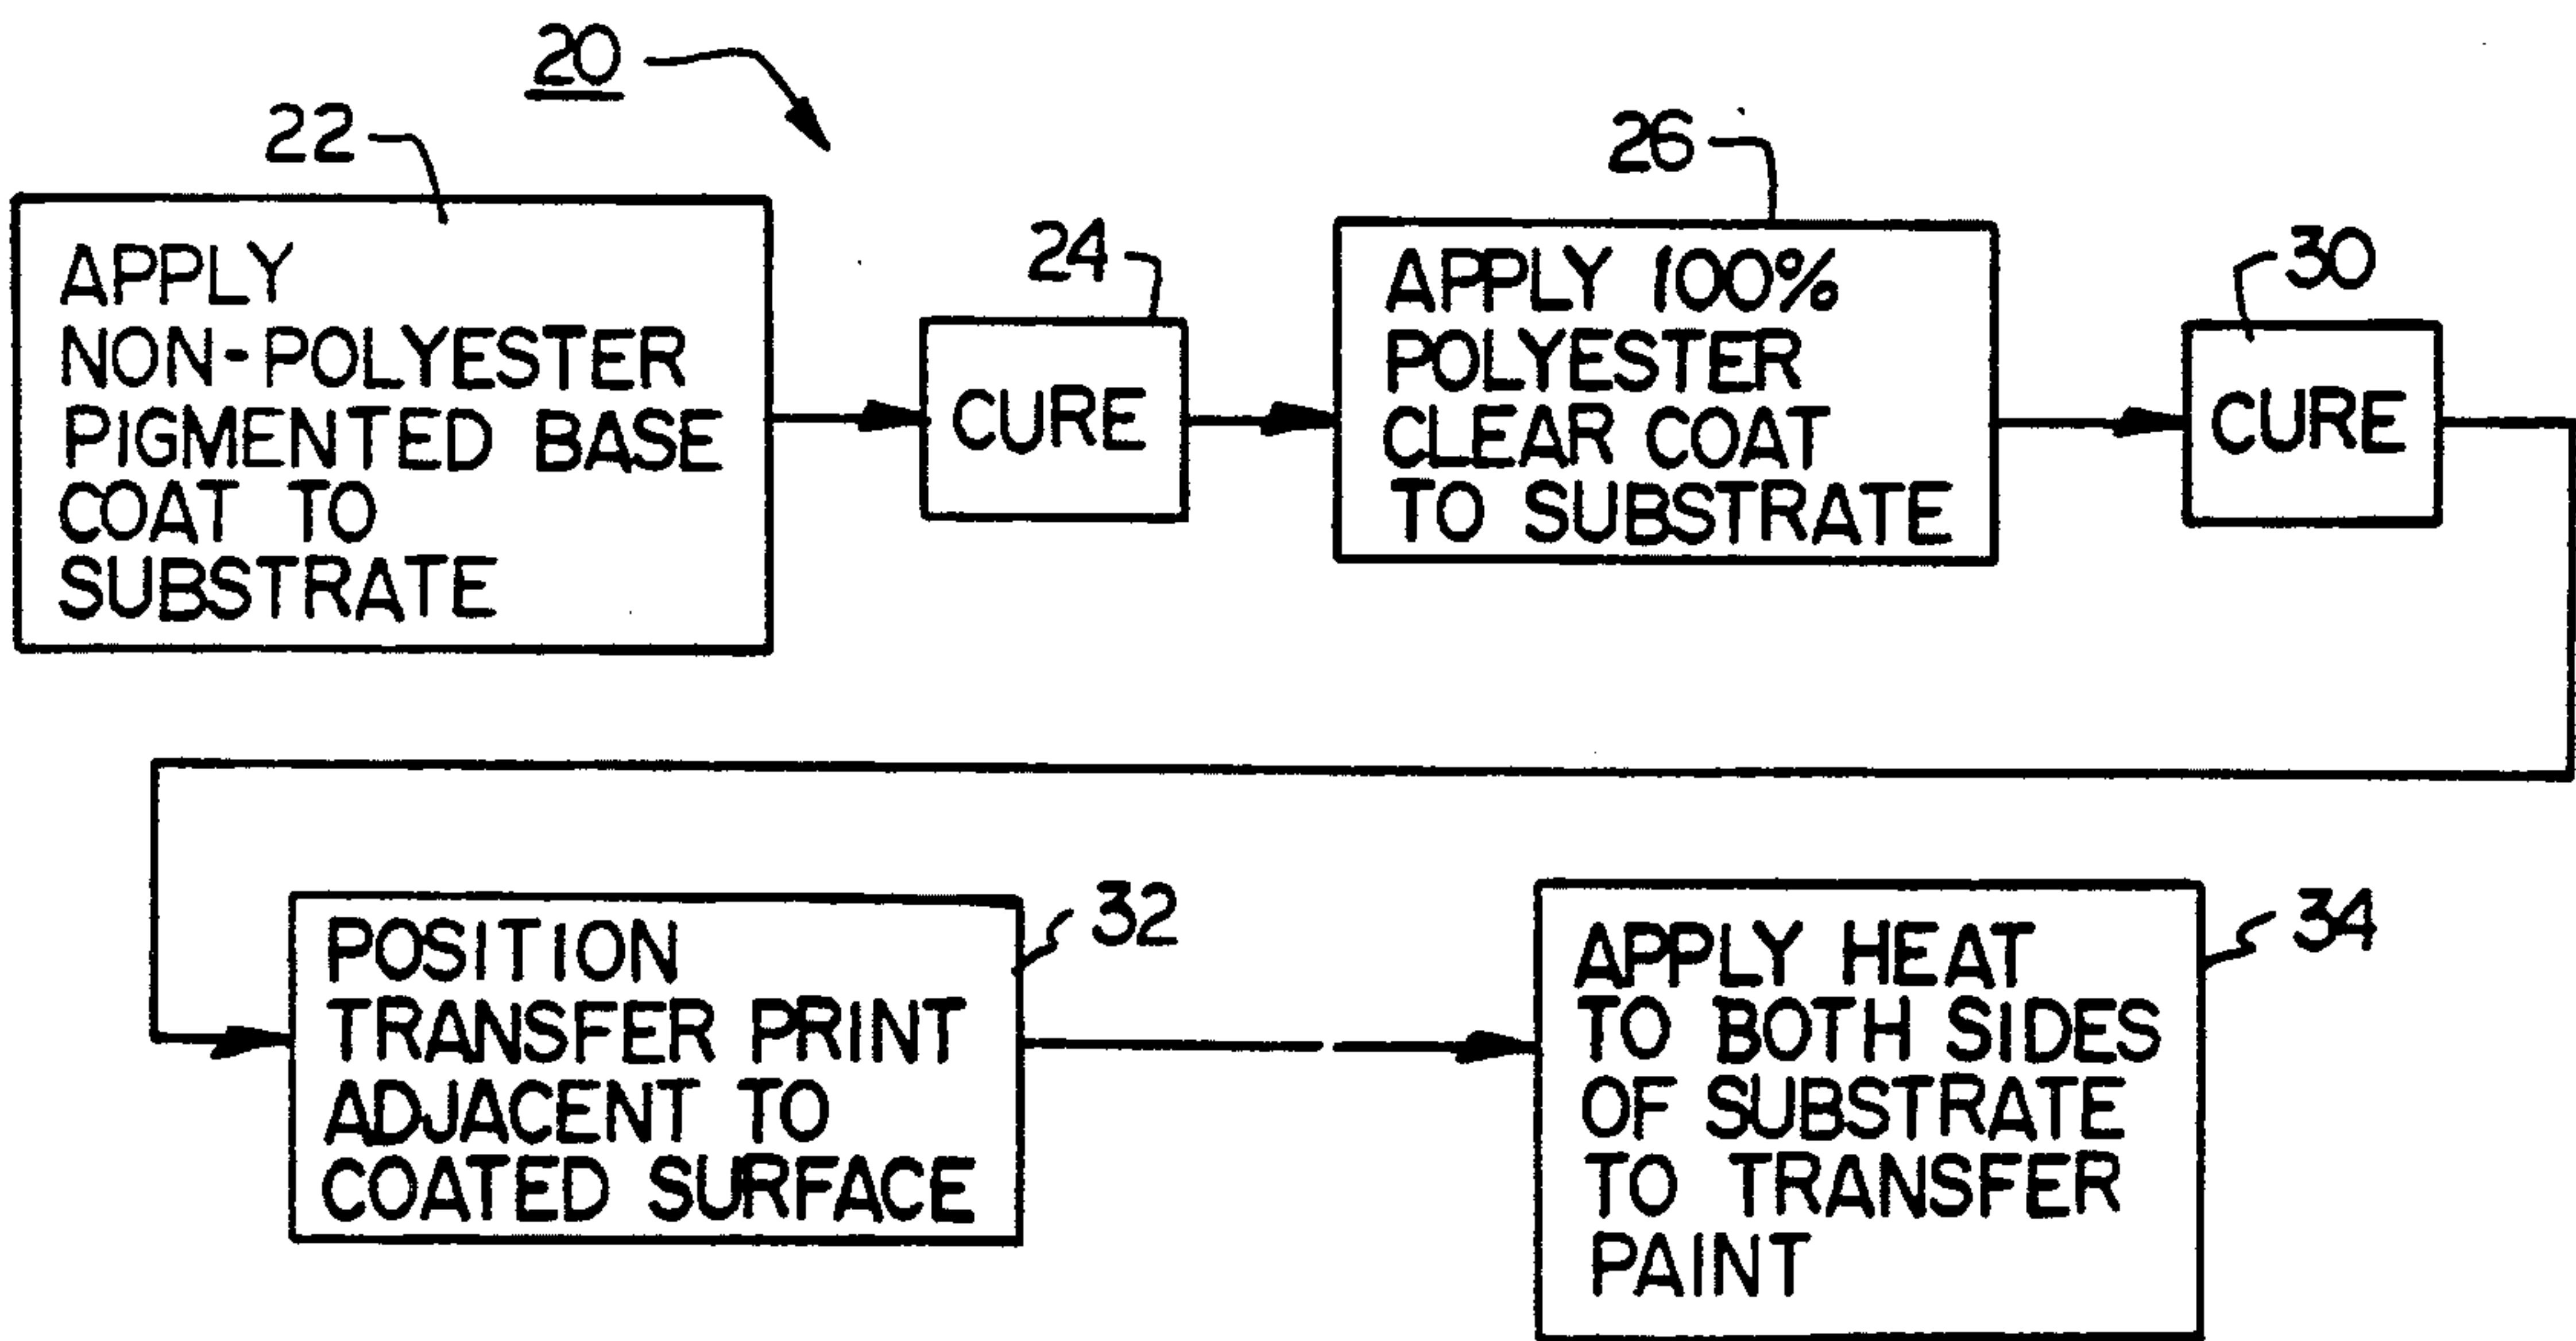 20
22
APPLY
NON-POLYESTER
PIGMENTED BASE
COAT TO
SUBSTRATE
24
CURE
26
APPLY 100%
POLYESTER
CLEAR COAT
TO SUBSTRATE
30
CURE
32
POSITION
TRANSFER PRINT
ADJACENT TO
COATED SURFACE
34
APPLY HEAT
TO BOTH SIDES
OF SUBSTRATE
TO TRANSFER
PAINT